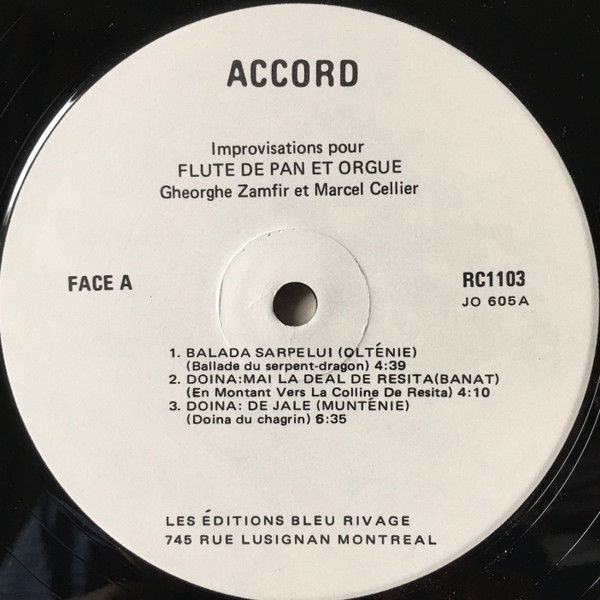 ACCORD
Improvisations pour
FLUTE DE PAN ET ORGUE
Gheorghe Zamfir et Marcel Cellier
FACE A
RC1103
JO 605A
1. BALADA SARPELUI (OLTÉNIE)
(Ballade du serpent-dragon) 4:39
2. DOINA:MAI LA DEAL DE RESITA(BANAT)
(En Montant Vers La Colline De Resita) 4:10
3. DOINA: DE JALE (MUNTÉNIE)
(Doina du chagrin) 6:35
LES ÉDITIONS BLEU RIVAGE
745 RUE LUSIGNAN MONTREAL